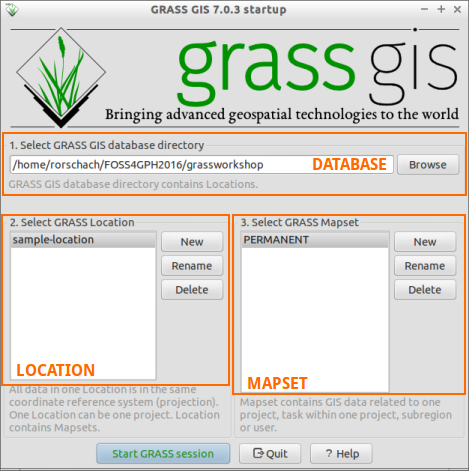 GRASS GIS 7.0.3 startup
grass gis
Bringing advanced geospatial technologies to the world
1. Select GRASS GIS database directory
/home/rorschach/FOSS4GPH2016/grassworkshop DATABASE Browse
GRASS GIS database directory contains Locations.
2. Select GRASS Location
sample-location
New
Rename
Delete
LOCATION
All data in one Location is in the same
coordinate reference system (projection).
One Location can be one project. Location
contains Mapsets.
3. Select GRASS Mapset
PERMANENT
New
Rename
Delete
MAPSET
Mapset contains GIS data related to one
project, task within one project, subregion
or user.
Start GRASS session Quit ? Help